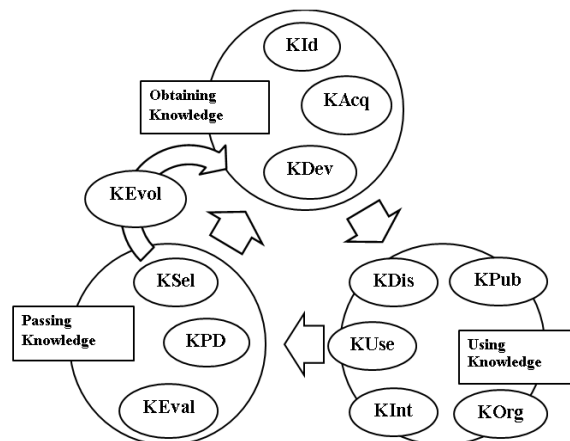 KId
Obtaining
Knowledge
KAcq
KDev
KEvol
KSel
Passing
Knowledge
KPD
KEval
KDis
KPub
KUse
Using
Knowledge
KInt
KOrg